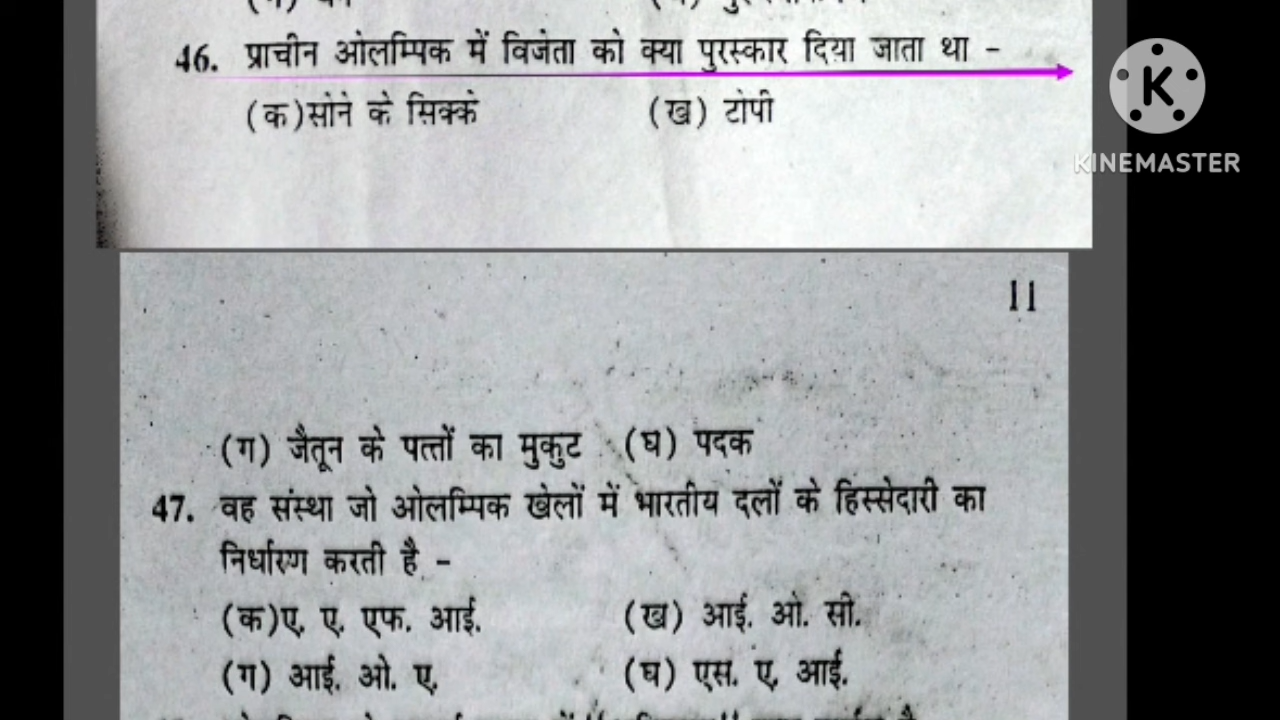 46. प्राचीन ओलम्पिक में विजेता को क्या पुरस्कार दिया जाता था -
(क)सोने के सिक्के (ख) टोपी
K
KINEMASTER
11
(ग) जैतून के पत्तों का मुकुट (घ) पदक
47. वह संस्था जो ओलम्पिक खेलों में भारतीय दलों के हिस्सेदारी का
निर्धारण करती है -
(क)ए. ए. एफ. आई. (ख) आई. ओ. सी.
(ग) आई. ओ. ए. (घ) एस. ए. आई.